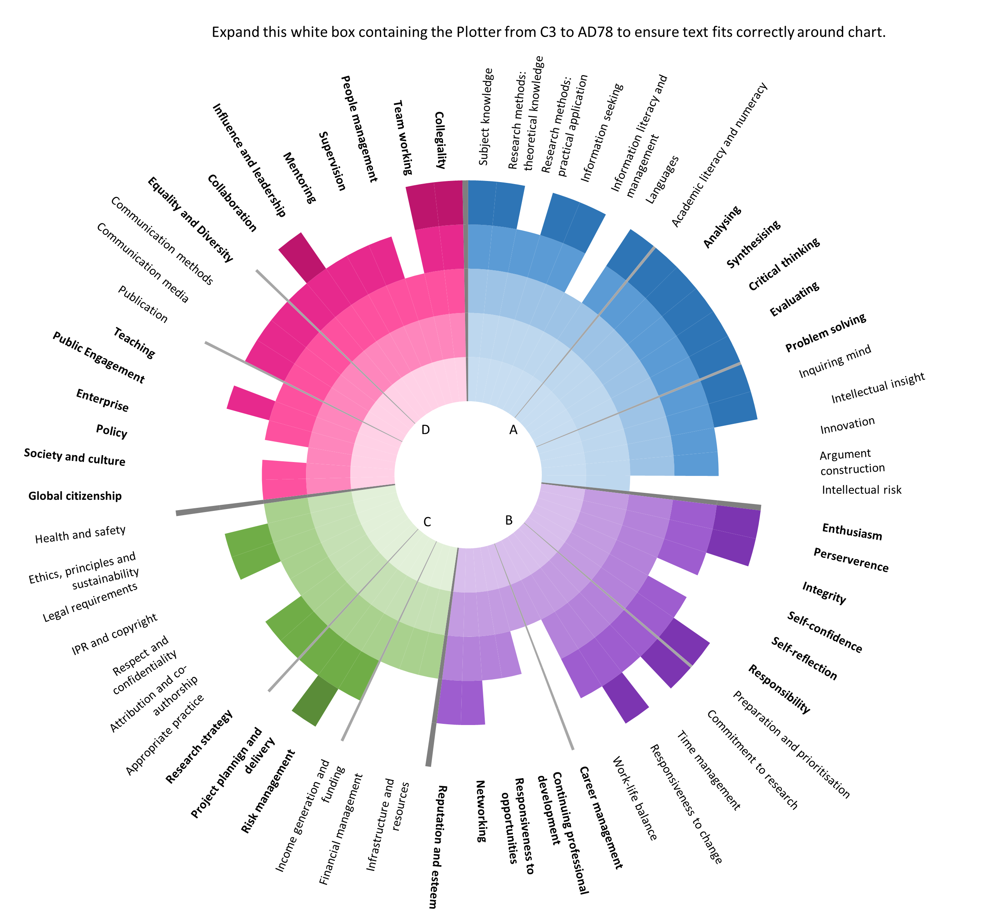 Expand this white box containing the Plotter from C3 to AD78 to ensure text fits correctly around chart.
Subject knowledge
Research methods:
theoretical knowledge
Research methods:
practical application
Information seeking
Information literacy and
management
Languages
Academic literacy and numeracy
Analysing
Synthesising
Critical thinking
Evaluating
Problem solving
Inquiring mind
Intellectual insight
Innovation
Argument
construction
Intellectual risk
Enthusiasm
Perserverence
Integrity
Self-confidence
Self-reflection
Responsibility
Preparation and prioritisation
Commitment to research
Time management
Responsiveness to change
Work-life balance
Career management
Continuing professional
development
Responsiveness to
opportunities
Networking
Reputation and esteem
Infrastructure and
resources
Financial management
Income generation and
funding
Risk management
Project plannign and
delivery
Research strategy
Appropriate practice
Attribution and co-
authorship
Respect and
confidentiality
IPR and copyright
Legal requirements
Ethics, principles and
sustainability
Health and safety
Global citizenship
Society and culture
Policy
Enterprise
Public Engagement
Teaching
Publication
Communication media
Communication methods
Equality and Diversity
Collaboration
Influence and leadership
Mentoring
Supervision
People management
Team working
Collegiality
D
A
C
B